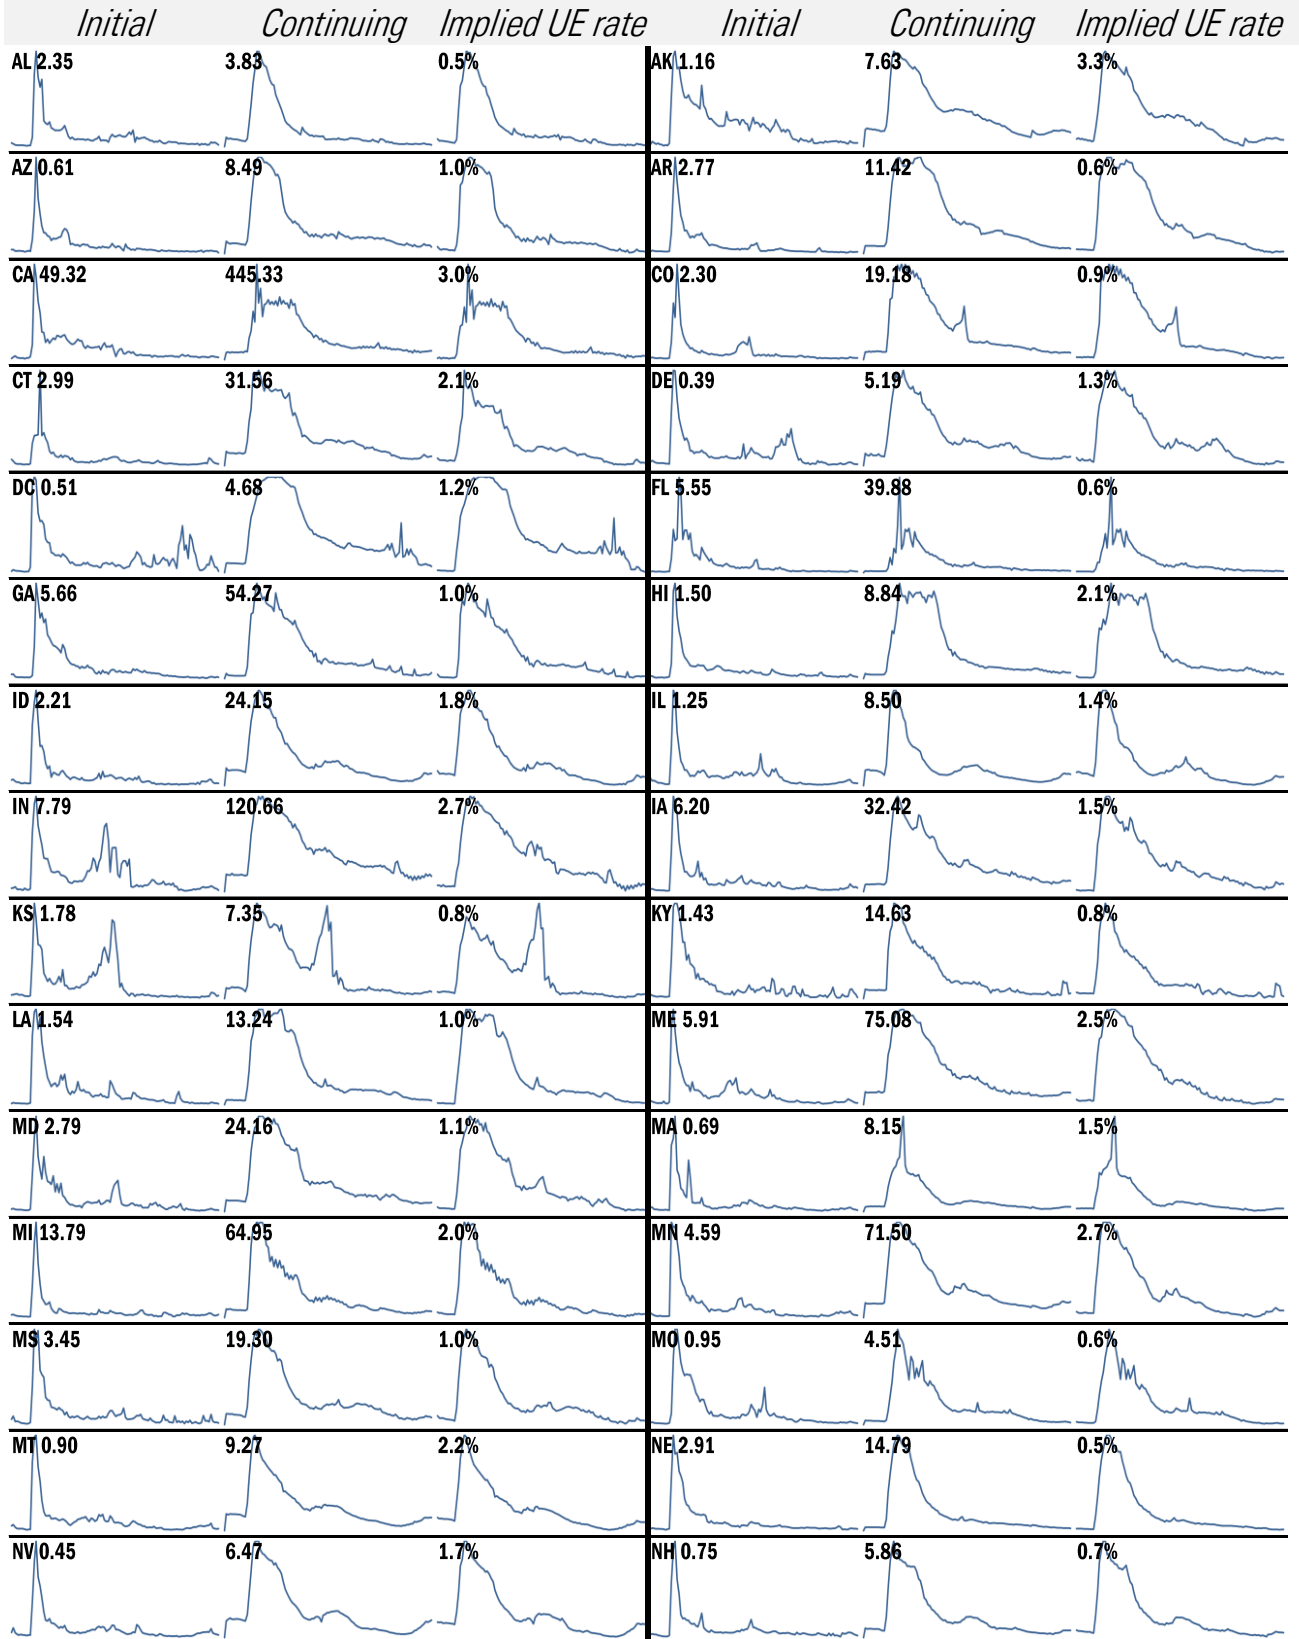 Initial Continuing Implied UE rate Initial Continuing Implied UE rate
AL 2.35 3.83 0.5% AK 1.16 7.63 3.3%
AZ 0.61 8.49 1.0% AR 2.77 11.42 0.6%
CA 49.32 445.33 3.0% CO 2.30 19.18 0.9%
CT 2.99 31.56 2.1% DE 0.39 5.19 1.3%
DC 0.51 4.68 1.2% FL 5.55 39.88 0.6%
GA 5.66 54.27 1.0% HI 1.50 8.84 2.1%
ID 2.21 24.15 1.8% IL 1.25 8.50 1.4%
IN 7.79 120.66 2.7% IA 6.20 32.42 1.5%
KS 1.78 7.35 0.8% KY 1.43 14.63 0.8%
LA 1.54 13.24 1.0% ME 5.91 75.08 2.5%
MD 2.79 24.16 1.1% MA 0.69 8.15 1.5%
MI 13.79 64.95 2.0% MN 4.59 71.50 2.7%
MS 3.45 19.30 1.0% MO 0.95 4.51 0.6%
MT 0.90 9.27 2.2% NE 2.91 14.79 0.5%
NV 0.45 6.47 1.7% NH 0.75 5.86 0.7%